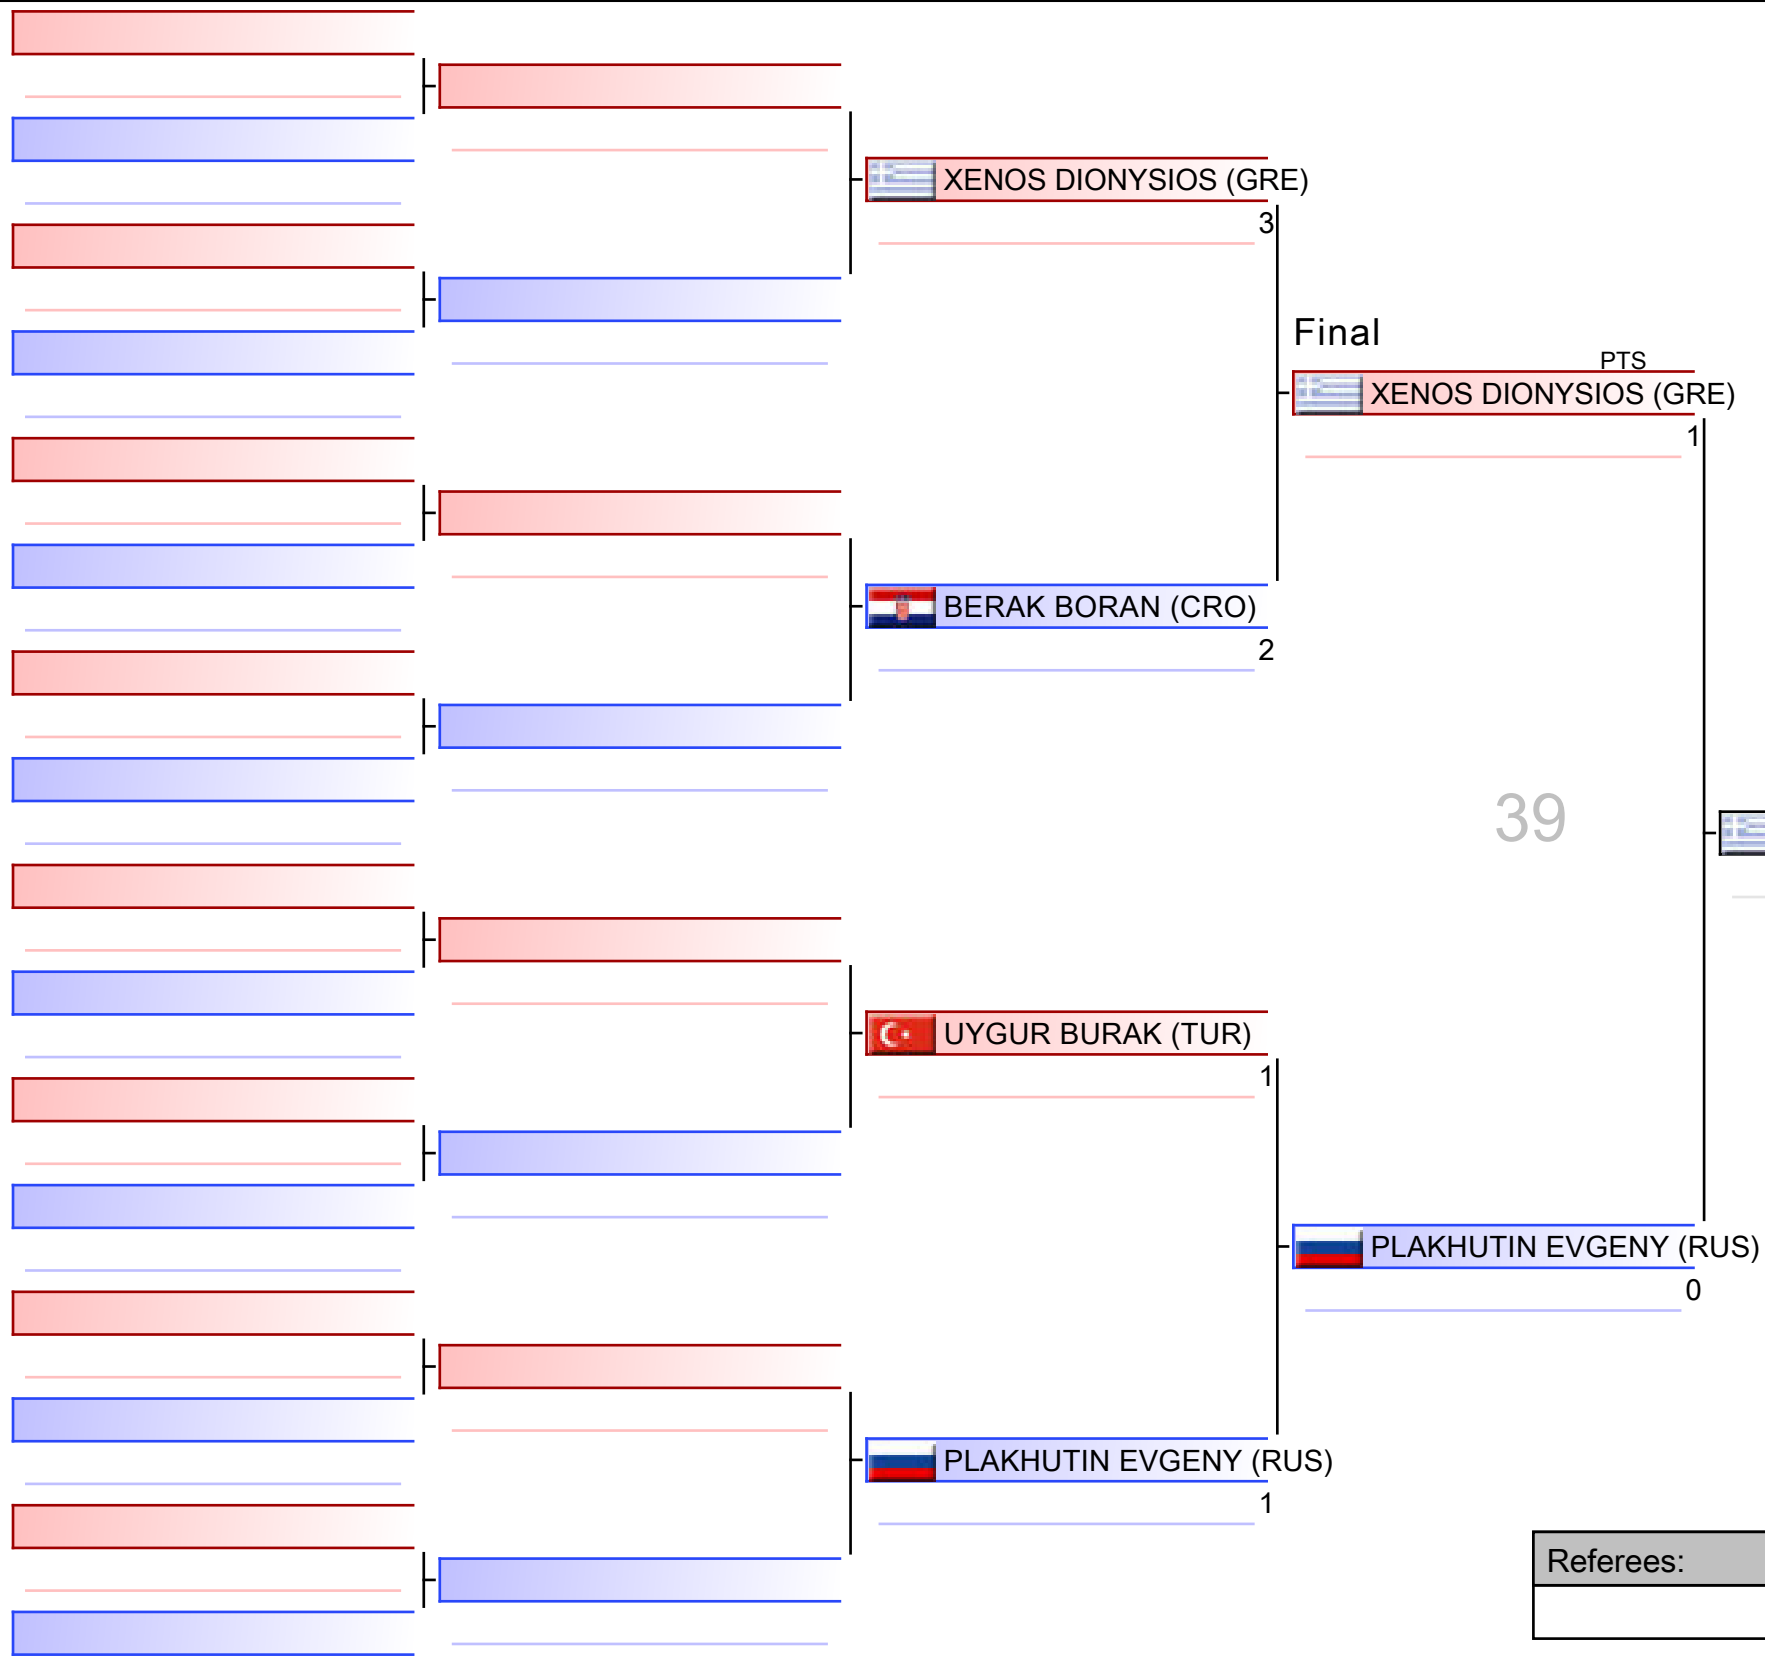 XENOS DIONYSIOS (GRE)
3
Final
PTS
XENOS DIONYSIOS (GRE)
1
BERAK BORAN (CRO)
2
39
UYGUR BURAK (TUR)
1
PLAKHUTIN EVGENY (RUS)
0
PLAKHUTIN EVGENY (RUS)
1
Referees: